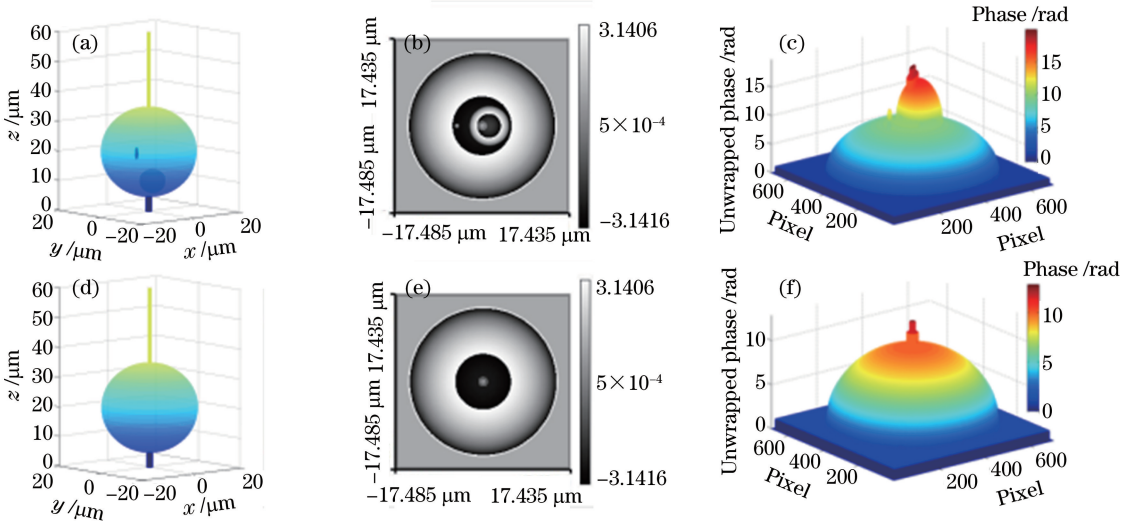 (a)
60
50
40
30
20
10
0
z /μm
20
0
−20
y /μm
−20
0
20
x /μm
(b)
17.435 μm
−17.485 μm
−17.485 μm
17.435 μm
3.1406
5×10⁻⁴
−3.1416
(c)
Phase /rad
15
10
5
0
Unwrapped phase /rad
15
10
5
0
600
400
200
Pixel
200
400
600
Pixel
(d)
60
50
40
30
20
10
0
z /μm
20
0
−20
y /μm
−20
0
20
x /μm
(e)
17.435 μm
−17.485 μm
−17.485 μm
17.435 μm
3.1406
5×10⁻⁴
−3.1416
(f)
Phase /rad
10
5
0
Unwrapped phase /rad
10
5
0
600
400
200
Pixel
200
400
600
Pixel